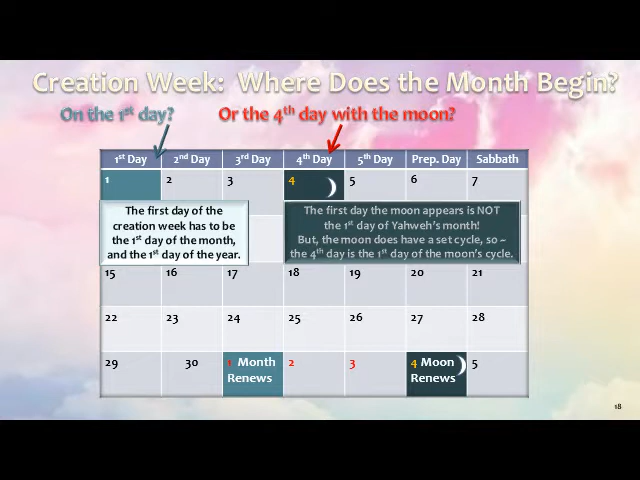 Creation Week: Where Does the Month Begin?
On the 1st day? Or the 4th day with the moon?
1st Day 2nd Day 3rd Day 4th Day 5th Day Prep. Day Sabbath
1 2 3 4 5 6 7
The first day of the
creation week has to be
the 1st day of the month,
and the 1st day of the year.
The first day the moon appears is NOT
the 1st day of Yahweh's month!
But, the moon does have a set cycle, so ~
the 4th day is the 1st day of the moon's cycle.
15 16 17 18 19 20 21
22 23 24 25 26 27 28
29 30 1 Month 2 3 4 Moon 5
Renews Renews
18